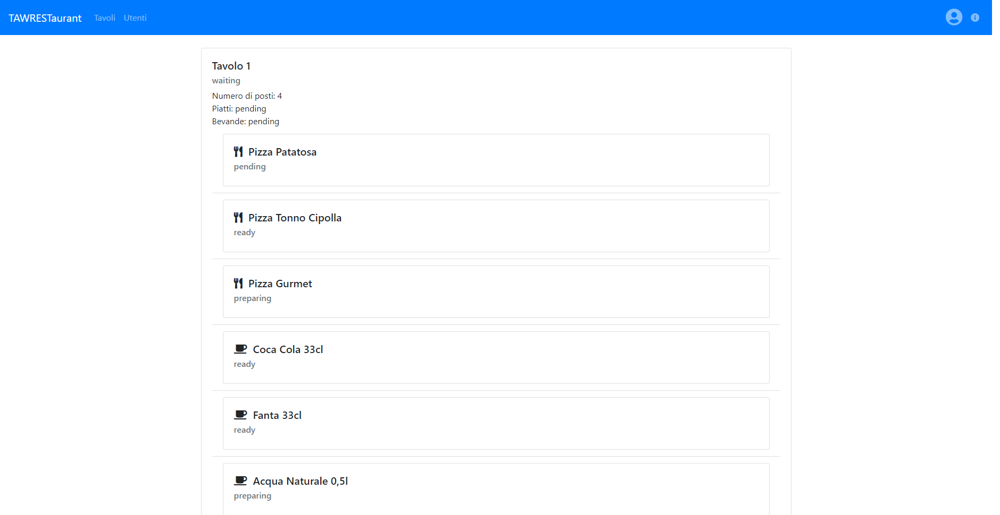 TAWRESTaurant Tavoli Utenti
Tavolo 1
waiting
Numero di posti: 4
Piatti: pending
Bevande: pending
Pizza Patatosa
pending
Pizza Tonno Cipolla
ready
Pizza Gurmet
preparing
Coca Cola 33cl
ready
Fanta 33cl
ready
Acqua Naturale 0,5l
preparing